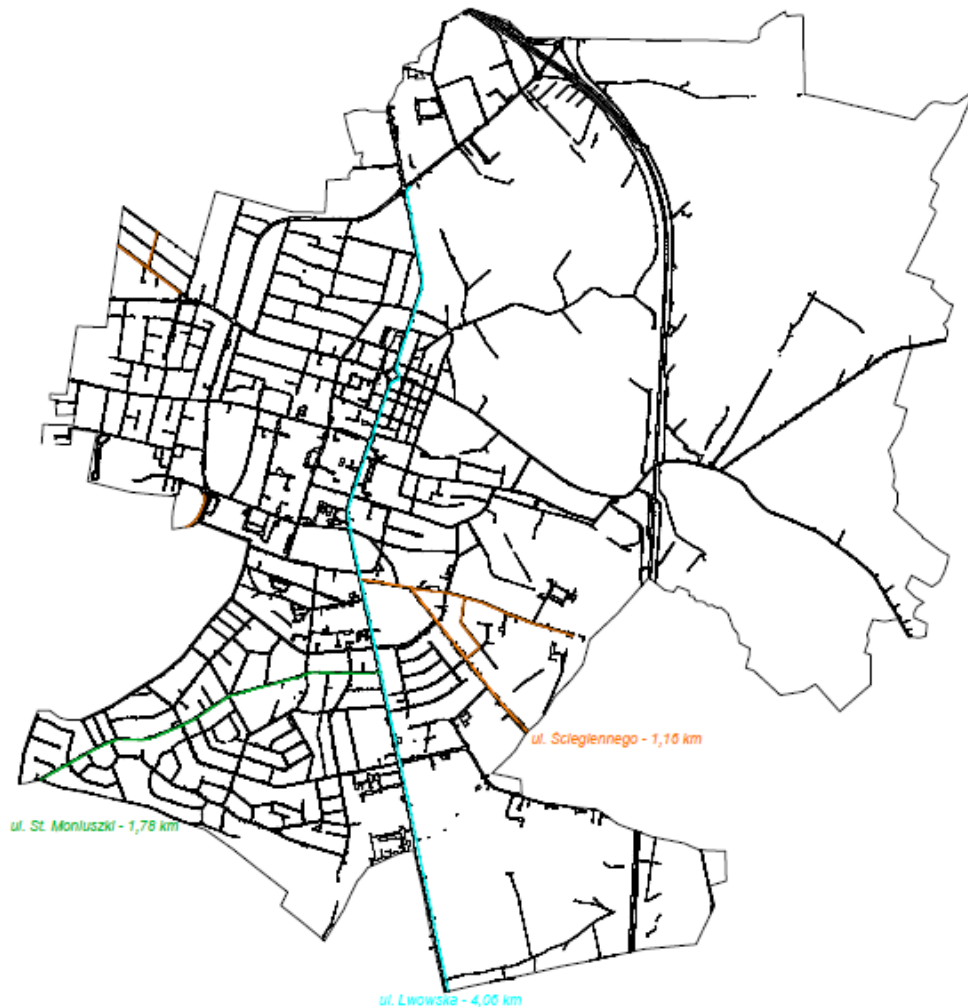 ul. Ściegiennego - 1,16 km
ul. St. Moniuszki - 1,78 km
ul. Lwowska - 4,06 km